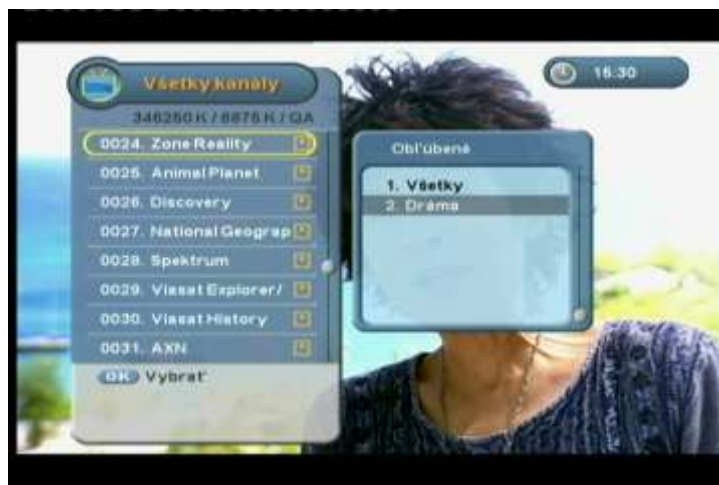 Všetky kanály
15:30
346250 K / 6875 K / QA
0024. Zone Reality
0025. Animal Planet
0026. Discovery
0027. National Geograp
0028. Spektrum
0029. Viasat Explorer/
0030. Viasat History
0031. AXN
OK Vybrať
Obľúbené
1. Všetky
2. Dráma